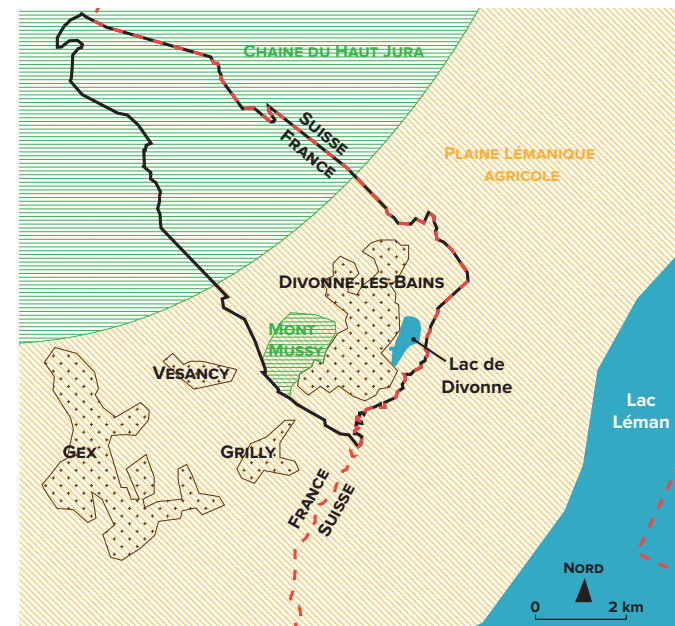 Chaine du Haut Jura
Suisse
France
Plaine Lémanique
agricole
Divonne-les-Bains
Mont
Mussy
Vesancy
Lac de
Divonne
Lac
Léman
Gex
Grilly
France
Suisse
Nord
0 2 km